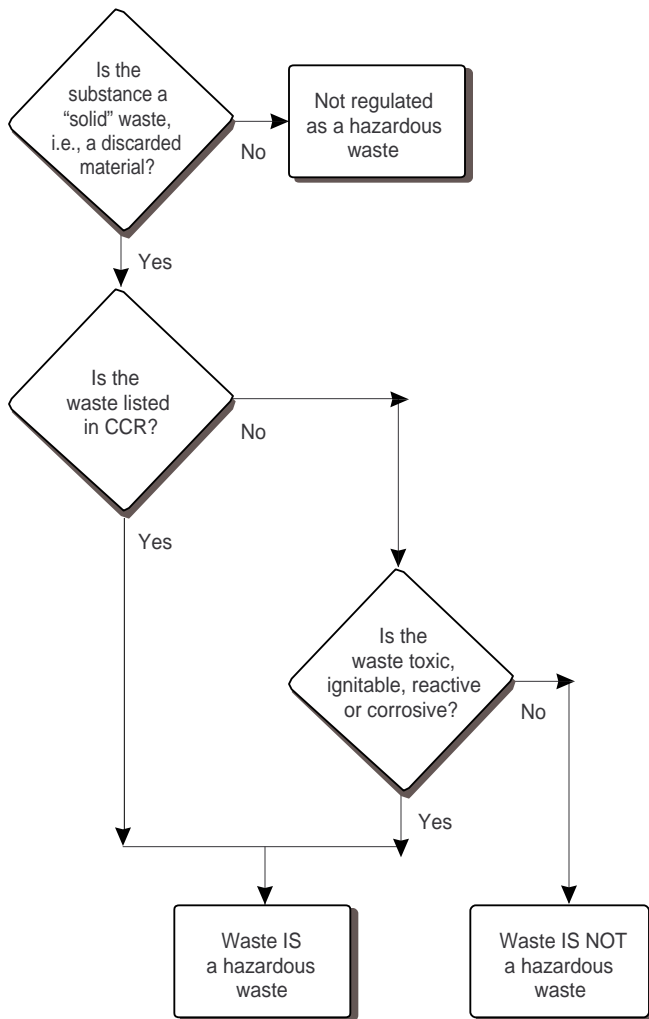 Is the
substance a
“solid” waste,
i.e., a discarded
material?
No
Not regulated
as a hazardous
waste
Yes
Is the
waste listed
in CCR?
No
Yes
Is the
waste toxic,
ignitable, reactive
or corrosive?
No
Yes
Waste IS
a hazardous
waste
Waste IS NOT
a hazardous
waste